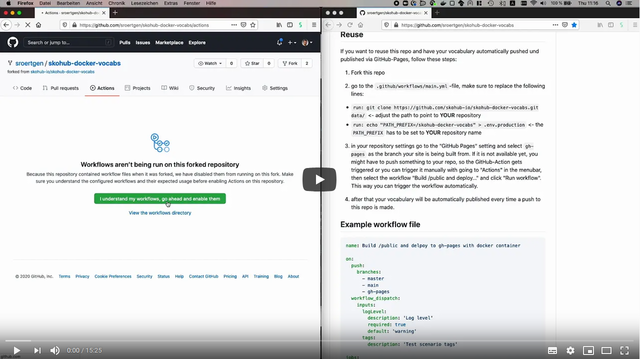 Firefox Datei Bearbeiten Ansicht Chronik Lesezeichen Extras Fenster Hilfe
Thu 11:16
Actions · sroertgen/skohub-docker-vocabs
https://github.com/sroertgen/skohub-docker-vocabs/actions
Search or jump to...
Pulls Issues Marketplace Explore
sroertgen / skohub-docker-vocabs
forked from skohub-io/skohub-docker-vocabs
Watch 0 Star 0 Fork 2
Code Pull requests Actions Projects Wiki Security Insights Settings
Workflows aren't being run on this forked repository
Because this repository contained workflow files when it was forked, we have disabled them from running on this fork. Make
sure you understand the configured workflows and their expected usage before enabling Actions on this repository.
I understand my workflows, go ahead and enable them
View the workflows directory
© 2020 GitHub, Inc. Terms Privacy Cookie Preferences Security Status Help Contact GitHub Pricing API Training Blog About
0:00 / 15:25
https://github.com/sroertgen/skohub-docker-vocabs
Reuse
If you want to reuse this repo and have your vocabulary automatically pushed und
published via GitHub-Pages, follow these steps:
1. Fork this repo
2. go to the .github/workflows/main.yml -file, make sure to replace the following
lines:
run: git clone https://github.com/skohub-io/skohub-docker-vocabs.git
data/ <- adjust the path to point to YOUR repository
run: echo "PATH_PREFIX=/skohub-docker-vocabs" > .env.production <- the
PATH_PREFIX has to be set to YOUR repository name
3. in your repository settings go to the "GitHub Pages" setting and select gh-
pages as the branch your site is being built from. If it is not available yet, you
might have to push something to your repo, so the GitHub-Action gets
triggered or you can trigger it manually with going to "Actions" in the menubar,
then select the workflow "Build /public and deploy..." and click "Run workflow".
This way you can trigger the workflow automatically.
4. after that your vocabulary will be automatically published every time a push to
this repo is made.
Example workflow file
name: Build /public and delpoy to gh-pages with docker container
on:
push:
branches:
- master
- main
- gh-pages
workflow_dispatch:
inputs:
logLevel:
description: 'Log level'
required: true
default: 'warning'
tags:
description: 'Test scenario tags'